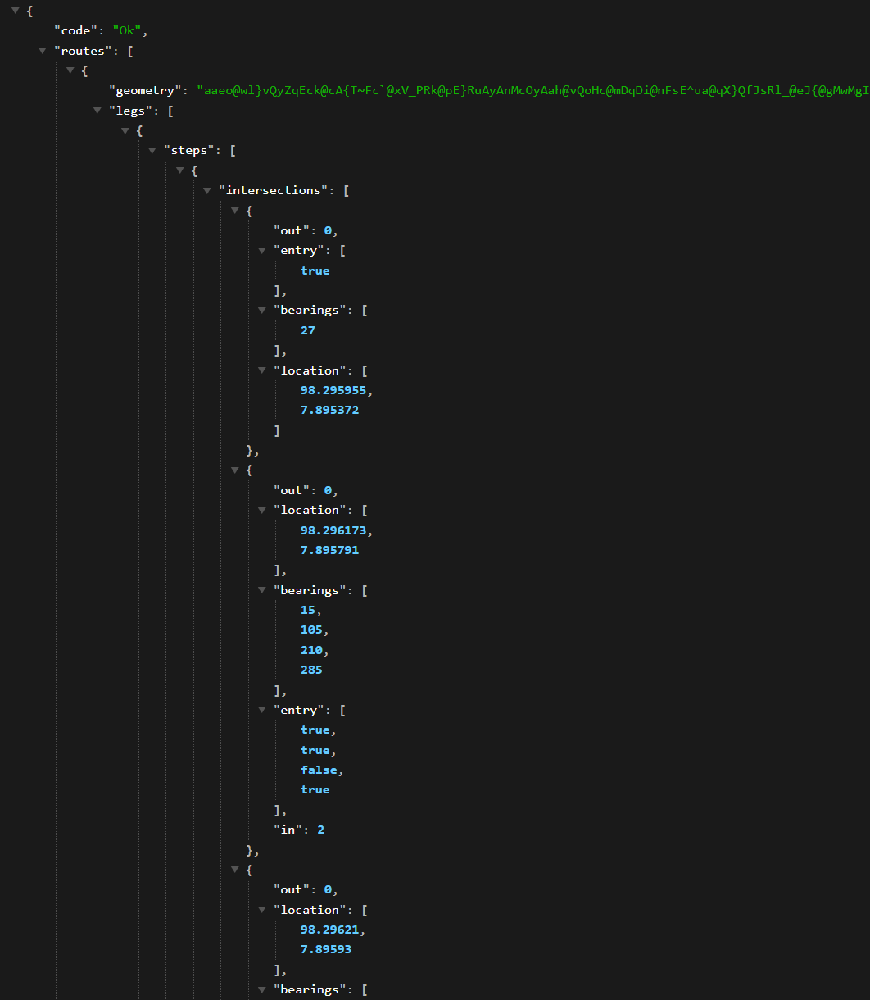 {
"code": "Ok",
"routes": [
{
"geometry": "aaeo@wl}vQyZqEck@cA{T~Fc`@xV_PRk@pE}RuAyAnMcOyAah@vQoHc@mDqDi@nFsE^ua@qX}QfJsRl_@eJ{@gMwMgI
"legs": [
{
"steps": [
{
"intersections": [
{
"out": 0,
"entry": [
true
],
"bearings": [
27
],
"location": [
98.295955,
7.895372
]
},
{
"out": 0,
"location": [
98.296173,
7.895791
],
"bearings": [
15,
105,
210,
285
],
"entry": [
true,
true,
false,
true
],
"in": 2
},
{
"out": 0,
"location": [
98.29621,
7.89593
],
"bearings": [